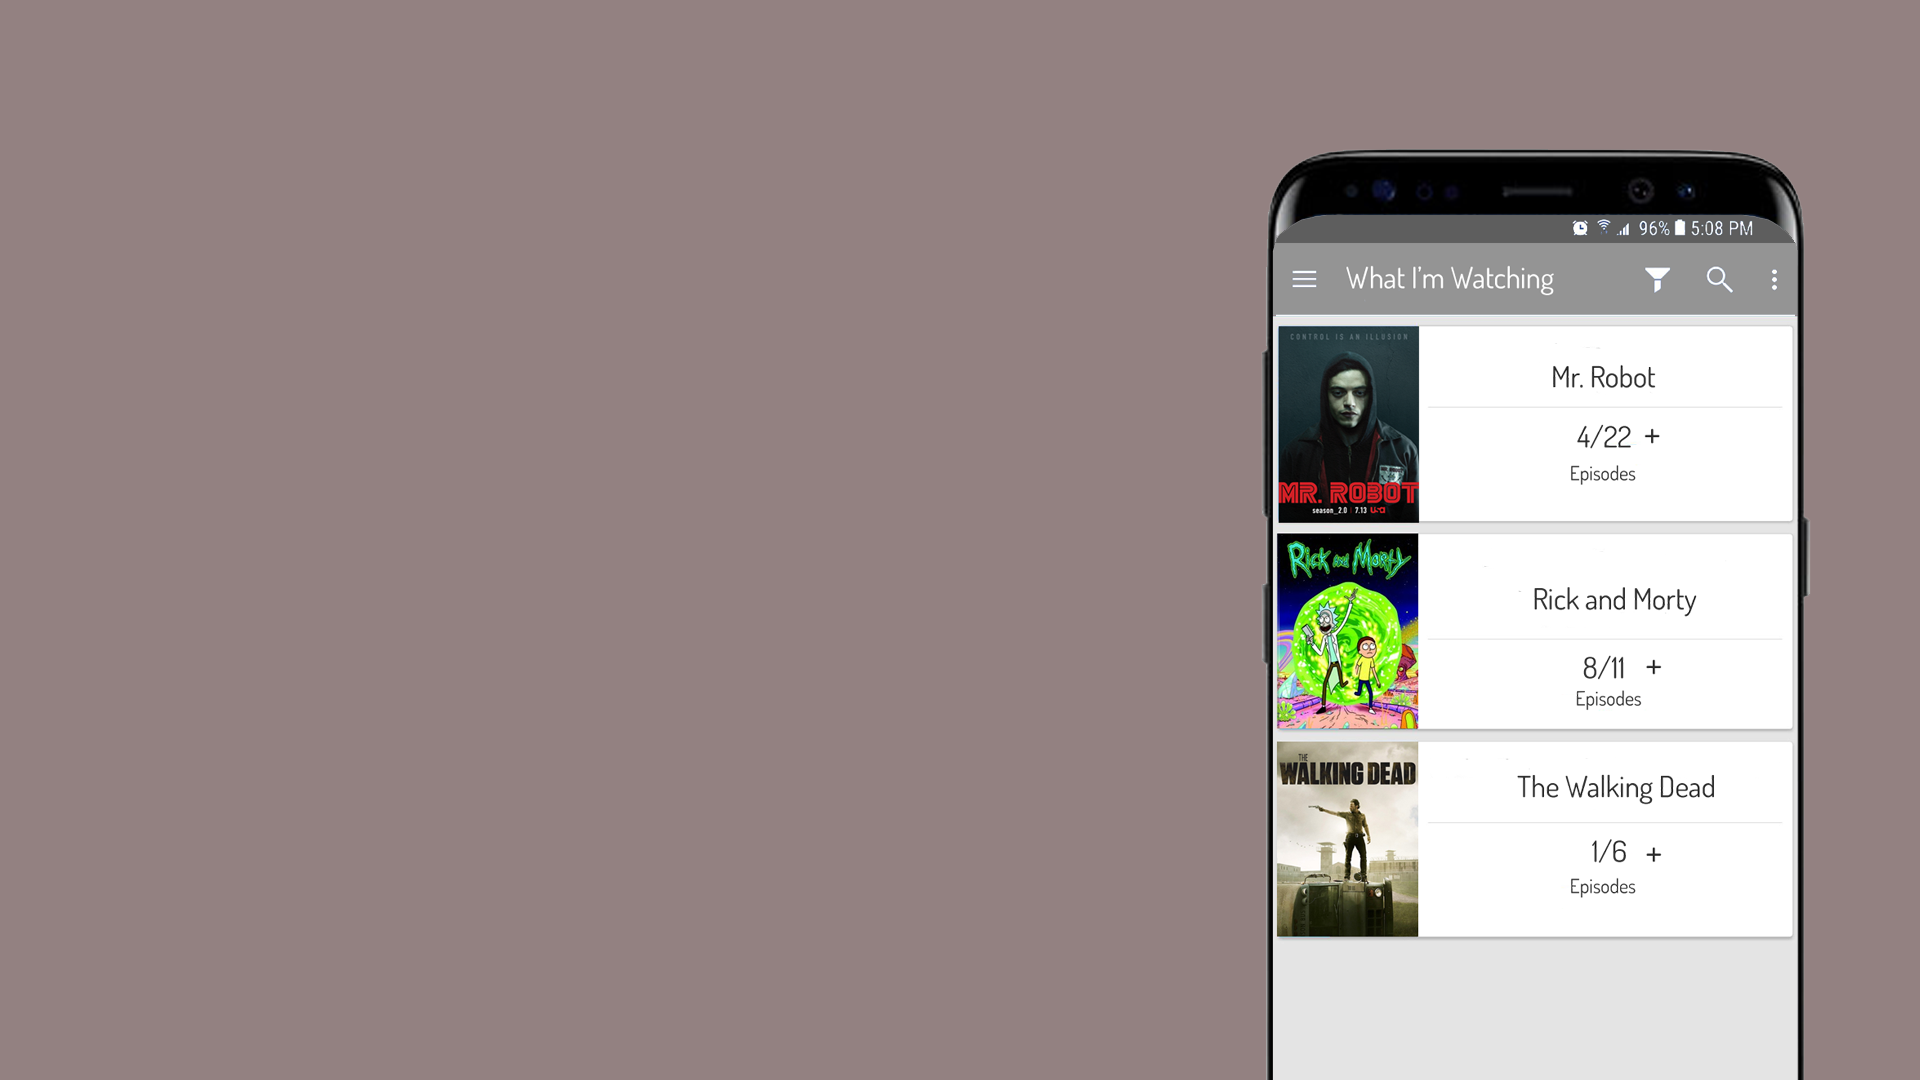 96% 5:08 PM
What I'm Watching
CONTROL IS AN ILLUSION
MR. ROBOT
season_2.0 | 7.13 USA
Mr. Robot
4/22 +
Episodes
Rick and Morty
Rick and Morty
8/11 +
Episodes
THE
WALKING DEAD
The Walking Dead
1/6 +
Episodes